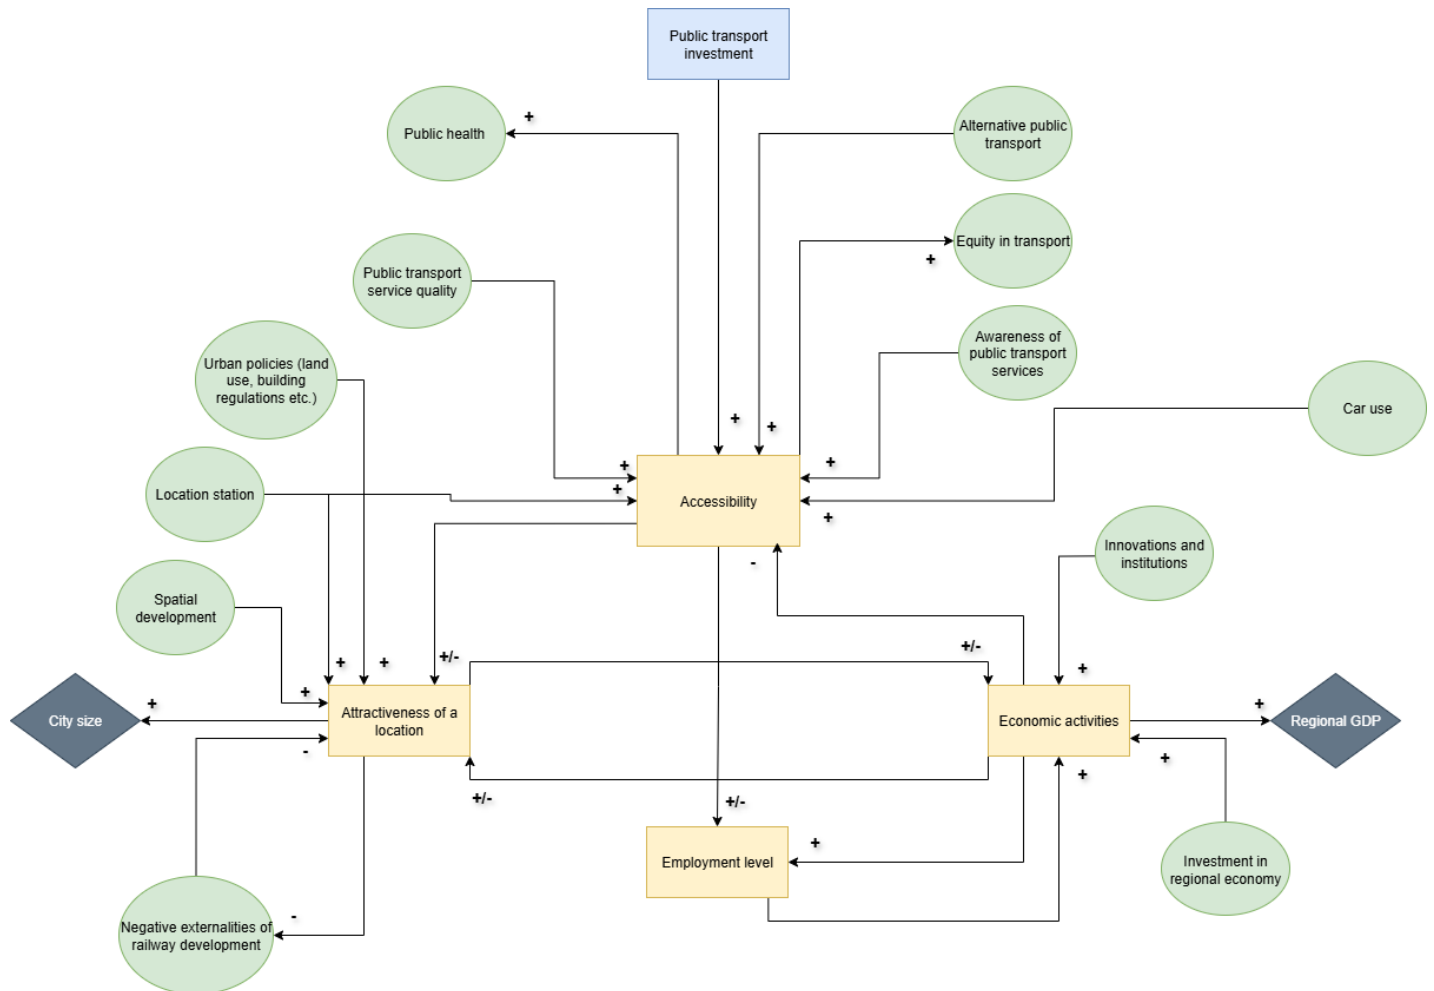 Public transport
investment
+
Public health
Alternative public
transport
Equity in transport
+
Public transport
service quality
Awareness of
public transport
services
Urban policies (land
use, building
regulations etc.)
Car use
+
+
+
+
Location station
+
Accessibility
+
Innovations and
institutions
-
Spatial
development
+
+
+/-
+/-
+
+
+
City size
Attractiveness of a
location
Economic activities
+
Regional GDP
-
+
+
+/-
+/-
+
Employment level
Investment in
regional economy
-
Negative externalities of
railway development